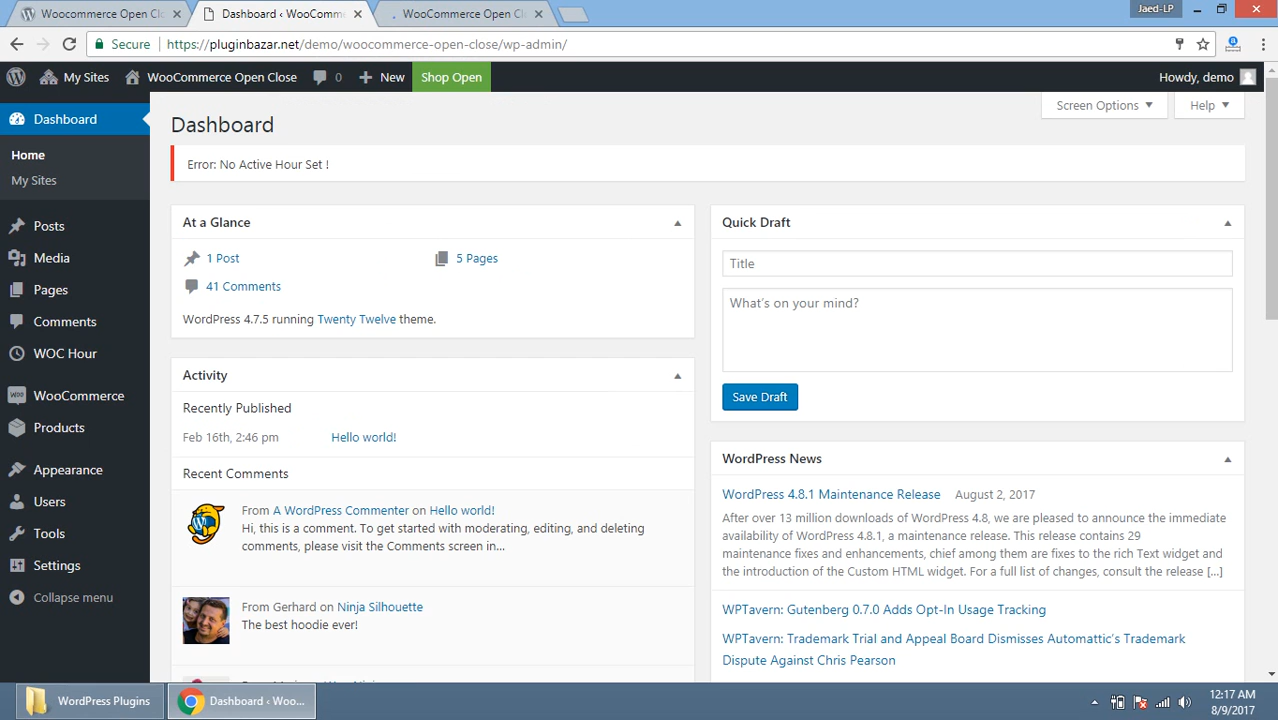 Woocommerce Open Cl
Dashboard ‹ WooComm
WooCommerce Open Cl
Jaed-LP
Secure
https://pluginbazar.net/demo/woocommerce-open-close/wp-admin/
My Sites
WooCommerce Open Close
0
New
Shop Open
Howdy, demo
Dashboard
Home
My Sites
Posts
Media
Pages
Comments
WOC Hour
WooCommerce
Products
Appearance
Users
Tools
Settings
Collapse menu
Screen Options
Help
Dashboard
Error: No Active Hour Set !
At a Glance
1 Post
5 Pages
41 Comments
WordPress 4.7.5 running Twenty Twelve theme.
Activity
Recently Published
Feb 16th, 2:46 pm
Hello world!
Recent Comments
From A WordPress Commenter on Hello world!
Hi, this is a comment. To get started with moderating, editing, and deleting
comments, please visit the Comments screen in...
From Gerhard on Ninja Silhouette
The best hoodie ever!
Quick Draft
Title
What's on your mind?
Save Draft
WordPress News
WordPress 4.8.1 Maintenance Release August 2, 2017
After over 13 million downloads of WordPress 4.8, we are pleased to announce the immediate
availability of WordPress 4.8.1, a maintenance release. This release contains 29
maintenance fixes and enhancements, chief among them are fixes to the rich Text widget and
the introduction of the Custom HTML widget. For a full list of changes, consult the release [...]
WPTavern: Gutenberg 0.7.0 Adds Opt-In Usage Tracking
WPTavern: Trademark Trial and Appeal Board Dismisses Automattic's Trademark
Dispute Against Chris Pearson
WordPress Plugins
Dashboard ‹ Woo...
12:17 AM
8/9/2017